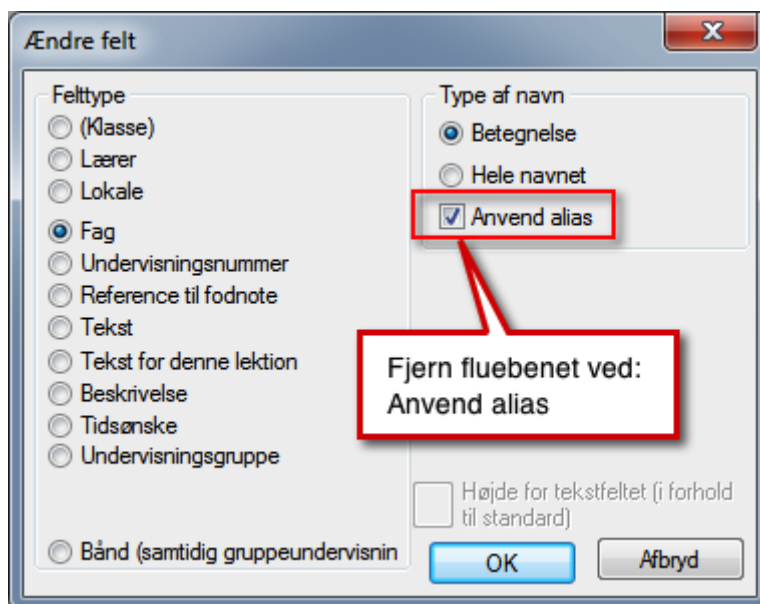 Ændre felt
Felttype
(Klasse)
Lærer
Lokale
Fag
Undervisningsnummer
Reference til fodnote
Tekst
Tekst for denne lektion
Beskrivelse
Tidsønske
Undervisningsgruppe
Bånd (samtidig gruppeundervisnin
Type af navn
Betegnelse
Hele navnet
Anvend alias
Fjern fluebenet ved:
Anvend alias
Højde for tekstfeltet (i forhold
til standard)
OK
Afbryd